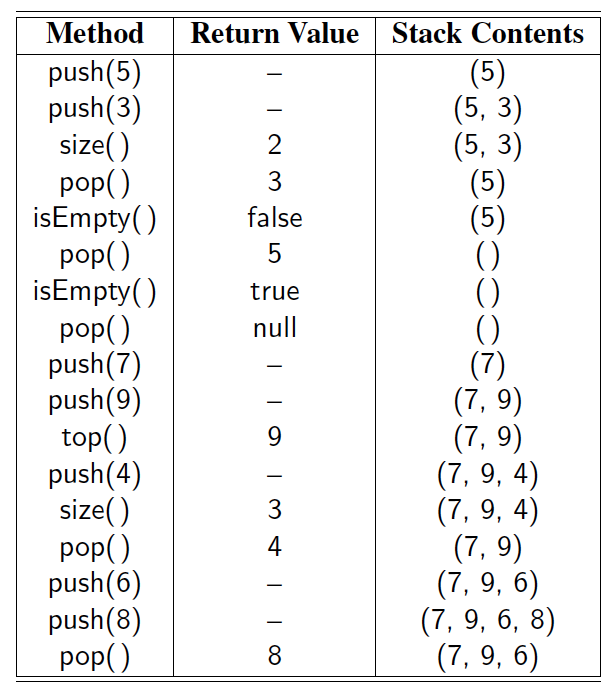 Method Return Value Stack Contents
push(5) – (5)
push(3) – (5, 3)
size() 2 (5, 3)
pop() 3 (5)
isEmpty() false (5)
pop() 5 ()
isEmpty() true ()
pop() null ()
push(7) – (7)
push(9) – (7, 9)
top() 9 (7, 9)
push(4) – (7, 9, 4)
size() 3 (7, 9, 4)
pop() 4 (7, 9)
push(6) – (7, 9, 6)
push(8) – (7, 9, 6, 8)
pop() 8 (7, 9, 6)